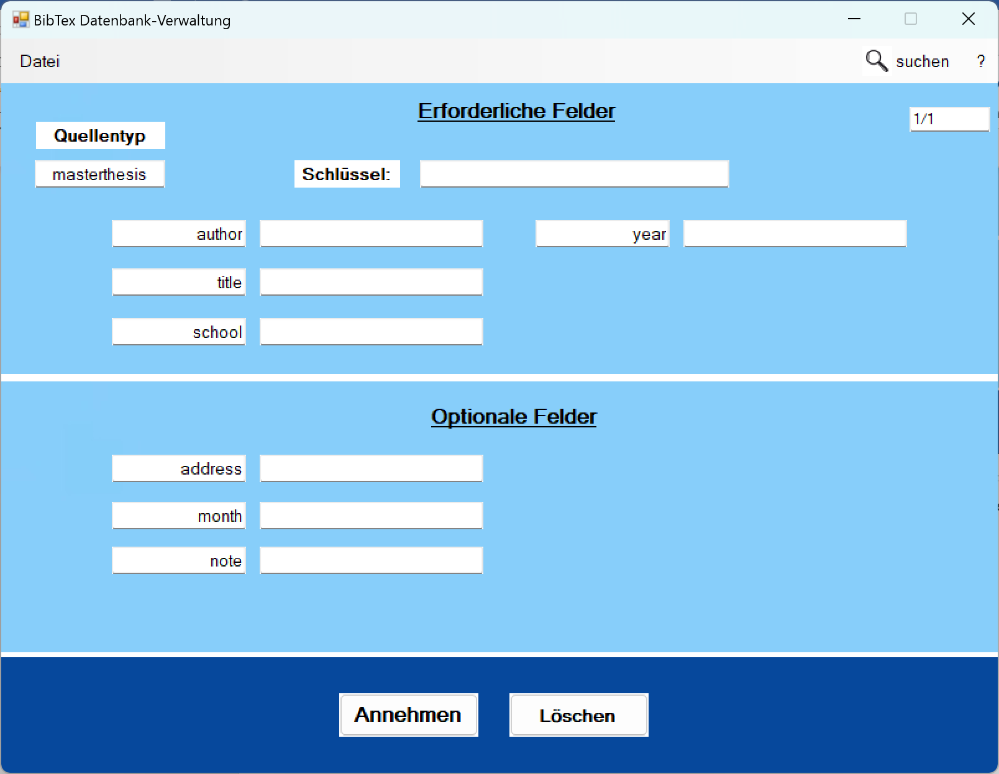 BibTex Datenbank-Verwaltung
Datei suchen ?
Erforderliche Felder
1/1
Quellentyp
masterthesis Schlüssel:
author year
title
school
Optionale Felder
address
month
note
Annehmen Löschen